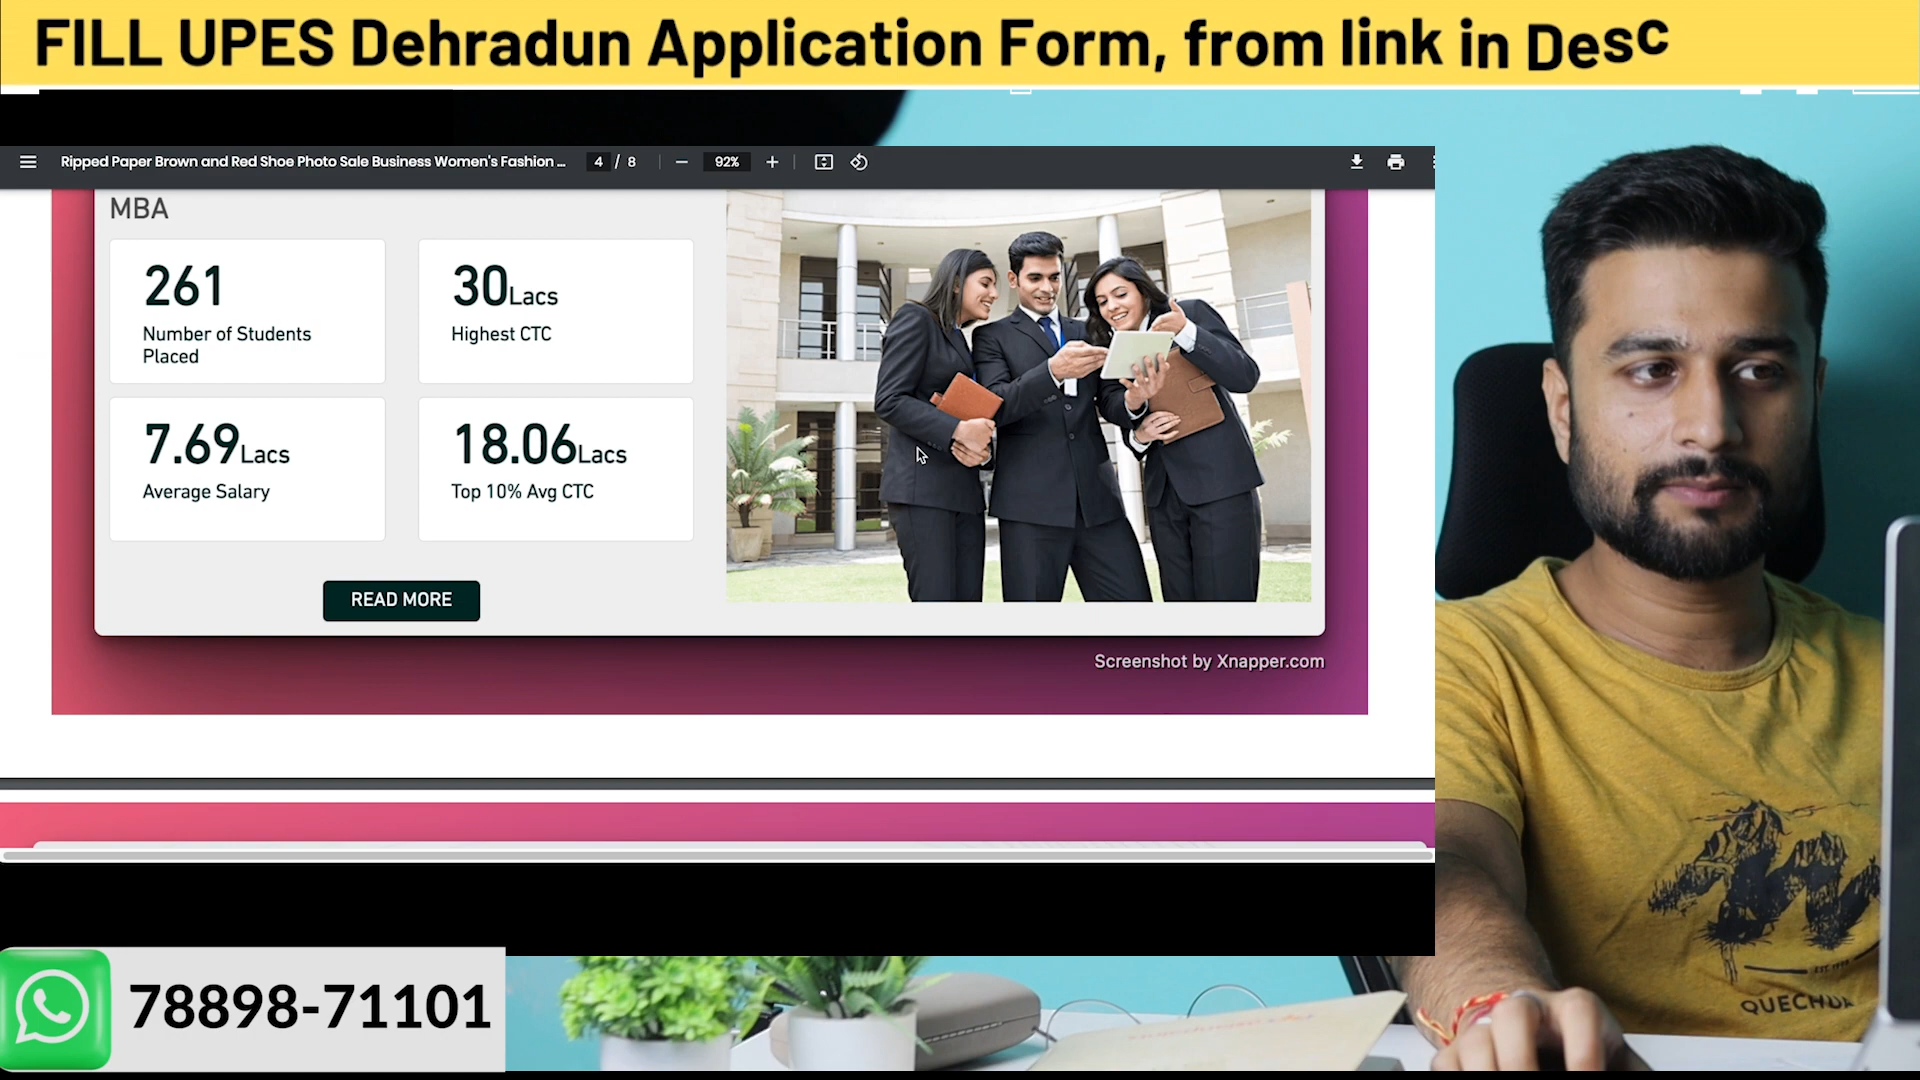 FILL UPES Dehradun Application Form, from link in Desc
Ripped Paper Brown and Red Shoe Photo Sale Business Women's Fashion ...
4 / 8
92%
MBA
261
Number of Students
Placed
30Lacs
Highest CTC
7.69Lacs
Average Salary
18.06Lacs
Top 10% Avg CTC
READ MORE
Screenshot by Xnapper.com
78898-71101
QUECHUA